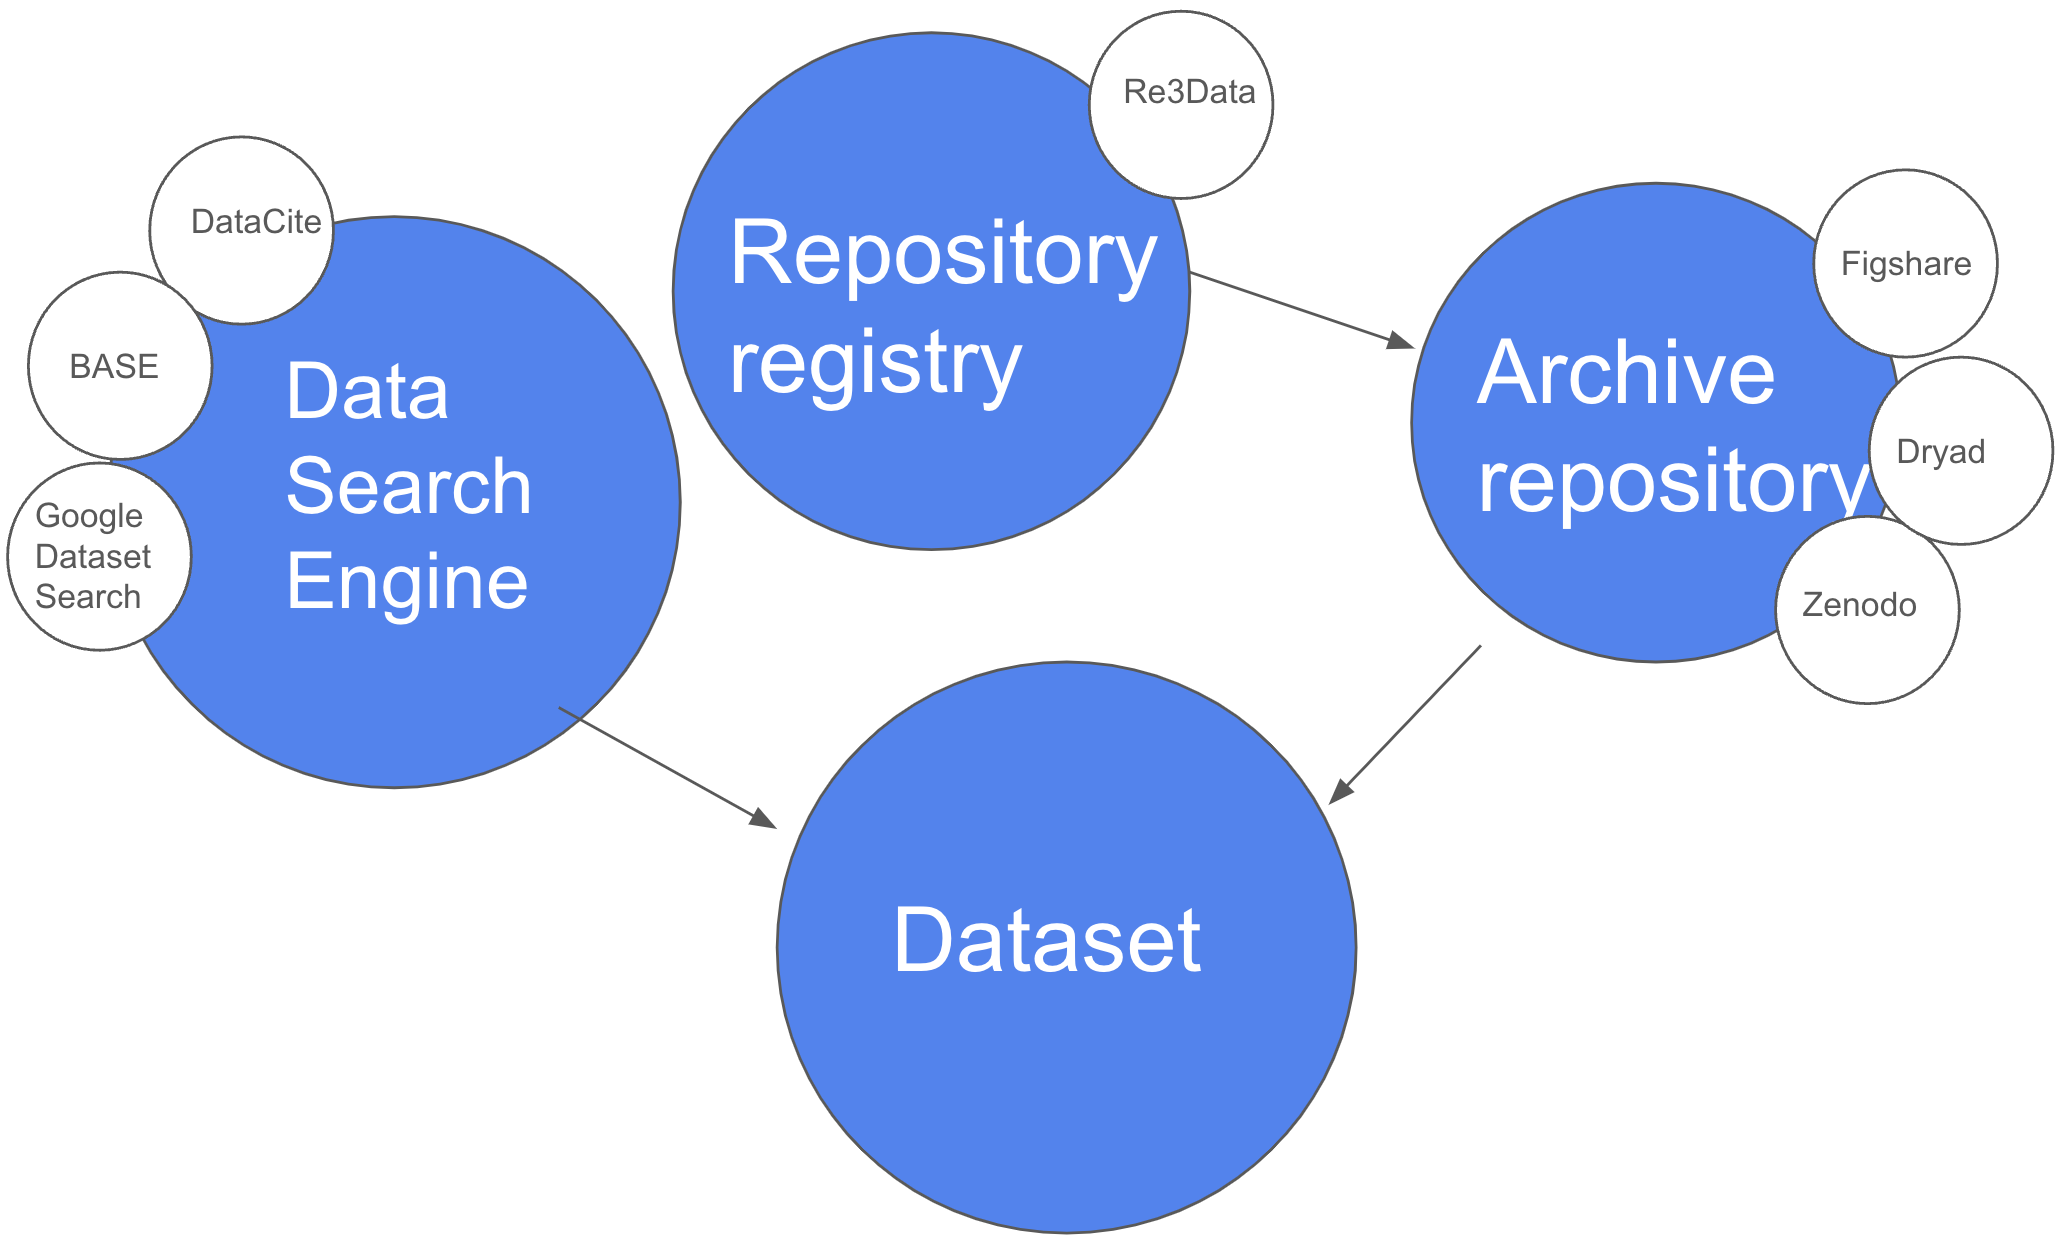 DataCite
BASE
Google
Dataset
Search
Data
Search
Engine
Re3Data
Repository
registry
Figshare
Dryad
Zenodo
Archive
repository
Dataset